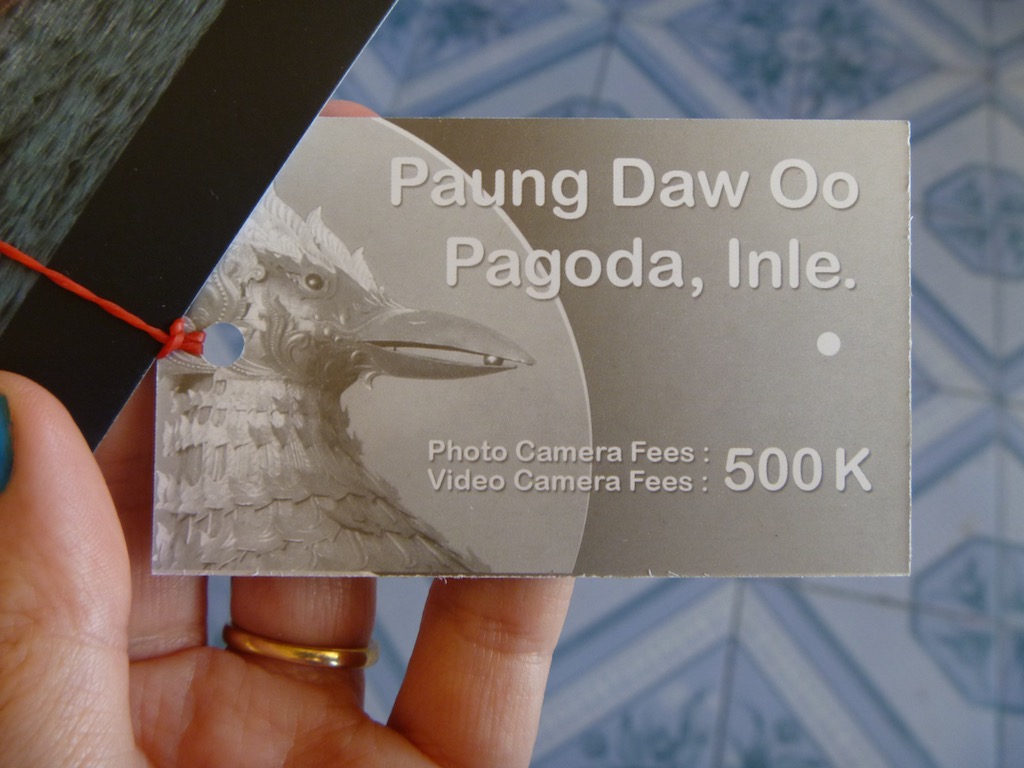 Paung Daw Oo
Pagoda, Inle.
Photo Camera Fees :
Video Camera Fees : 500 K